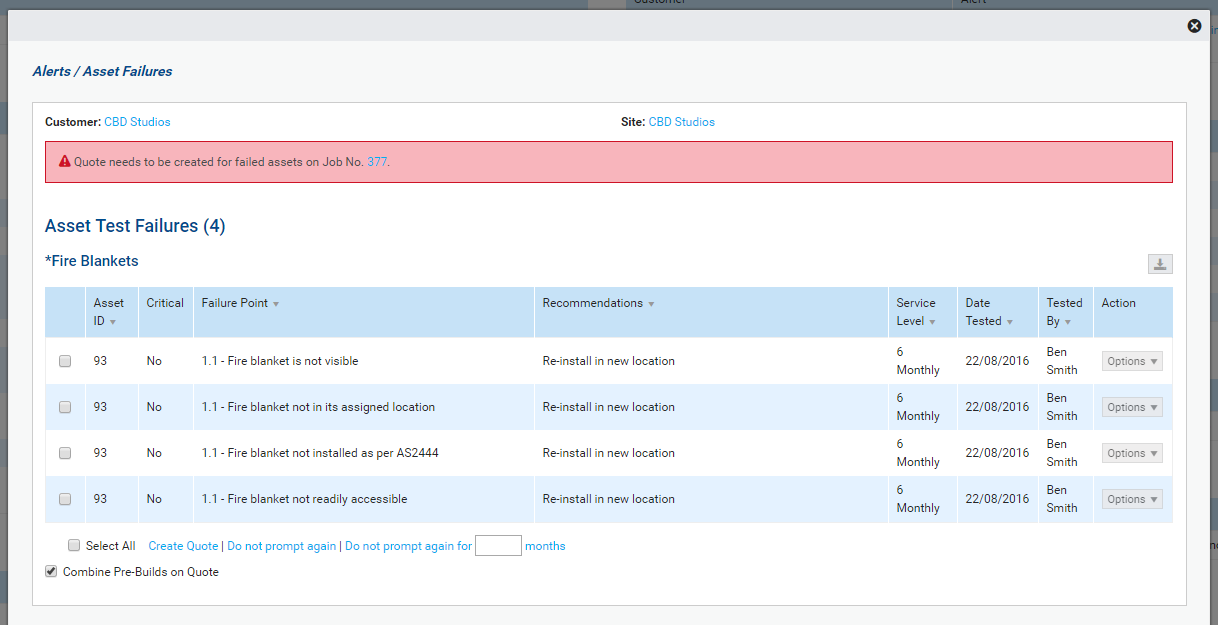 Customer Alert
Alerts / Asset Failures
Customer: CBD Studios Site: CBD Studios
Quote needs to be created for failed assets on Job No. 377.
Asset Test Failures (4)
*Fire Blankets
Asset ID Critical Failure Point Recommendations Service Level Date Tested Tested By Action
93 No 1.1 - Fire blanket is not visible Re-install in new location 6 Monthly 22/08/2016 Ben Smith Options
93 No 1.1 - Fire blanket not in its assigned location Re-install in new location 6 Monthly 22/08/2016 Ben Smith Options
93 No 1.1 - Fire blanket not installed as per AS2444 Re-install in new location 6 Monthly 22/08/2016 Ben Smith Options
93 No 1.1 - Fire blanket not readily accessible Re-install in new location 6 Monthly 22/08/2016 Ben Smith Options
Select All Create Quote | Do not prompt again | Do not prompt again for months
Combine Pre-Builds on Quote